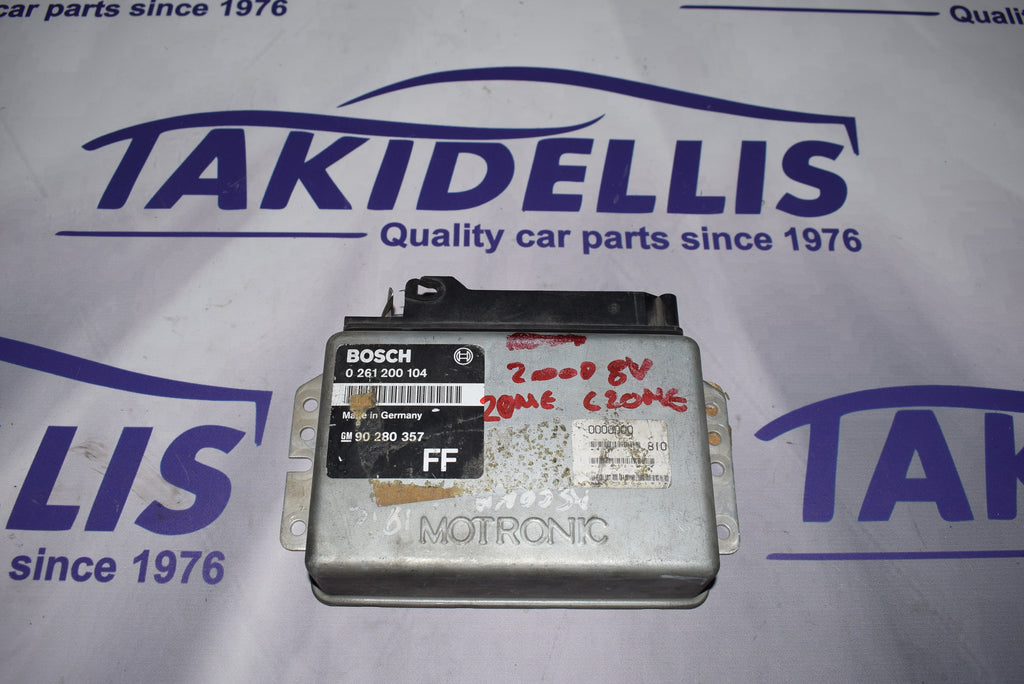 car parts since 1976
Quali
TAKIDELLIS
Quality car parts since 1976
BOSCH
0 261 200 104
Made in Germany
GM 90 280 357
FF
2000 8V
20NE C20NE
0000000
810
MOTRONIC
LIS
since 1976
TAKID